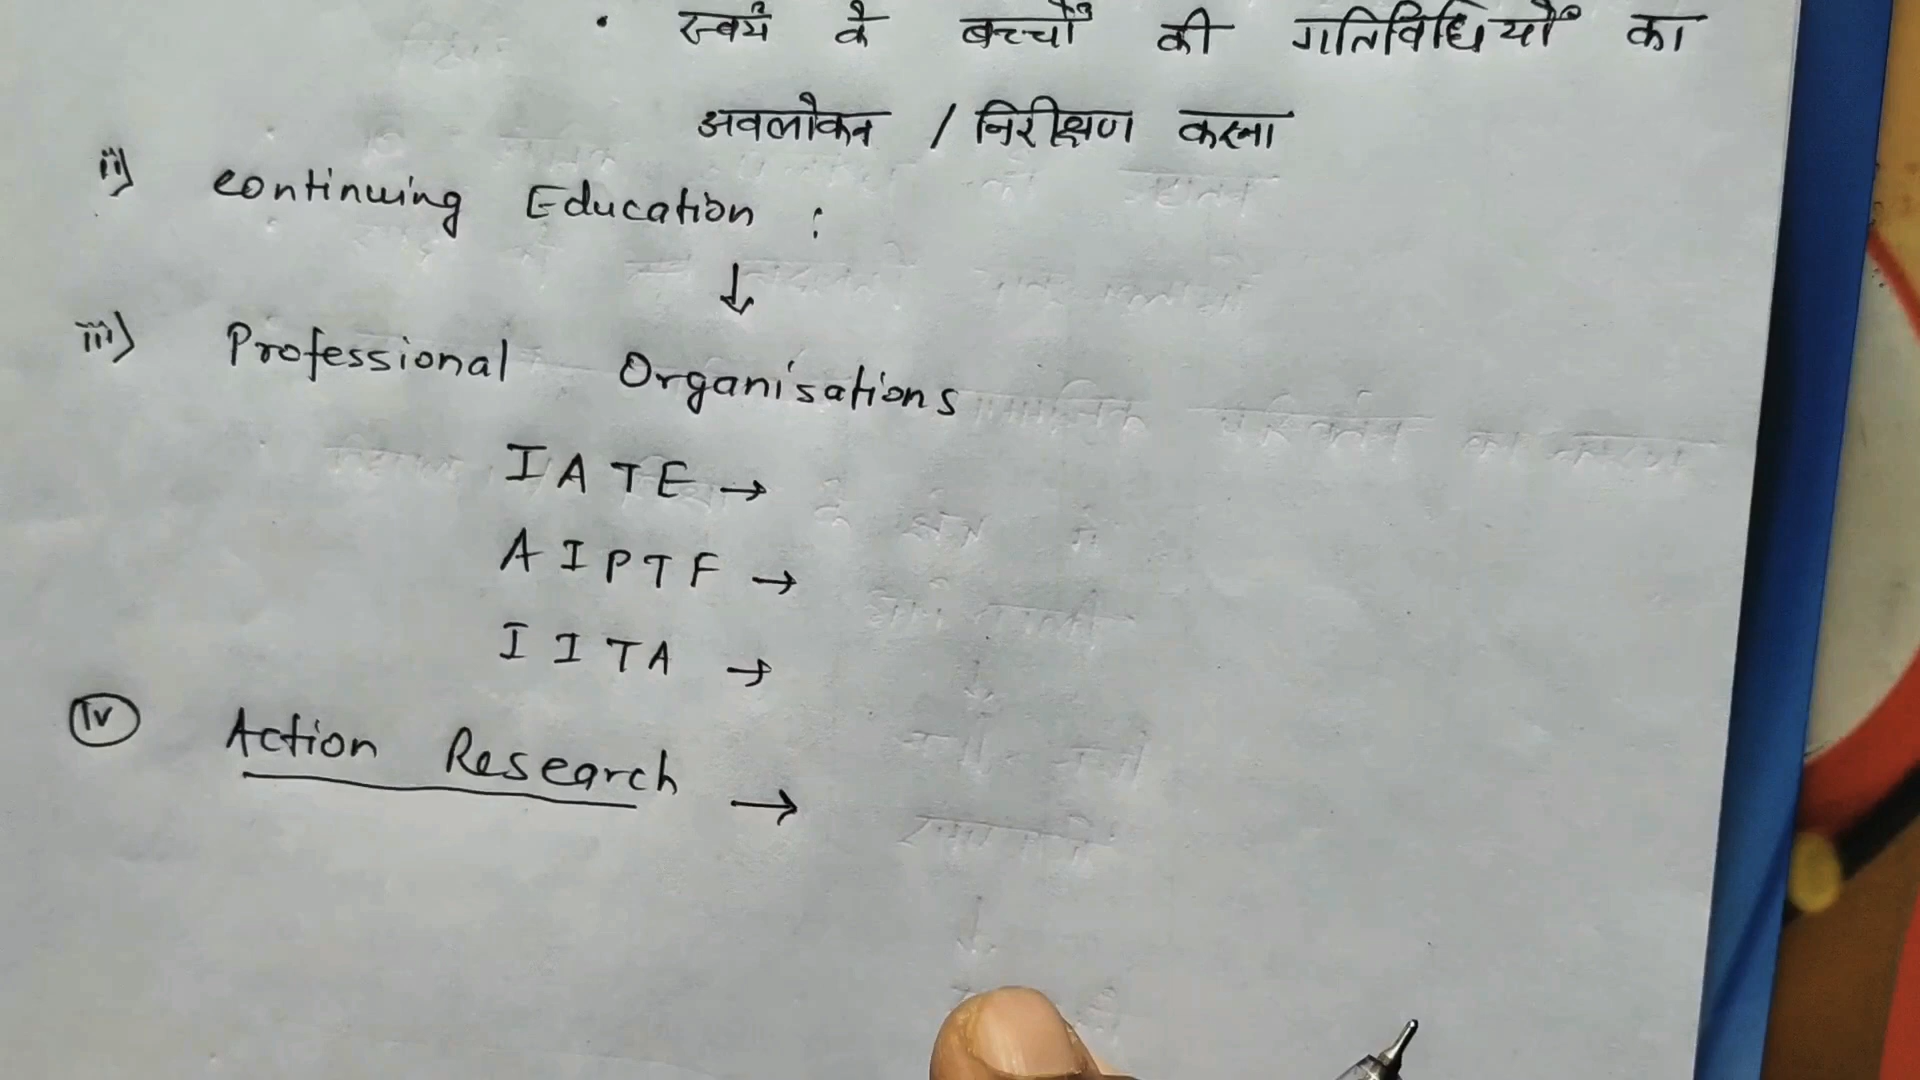 • स्वयं के बच्चों की गतिविधियों का
अवलोकन / निरीक्षण करना
ii) continuing Education :
↓
iii) Professional Organisations
IATE →
AIPTF →
IITA →
iv Action Research →